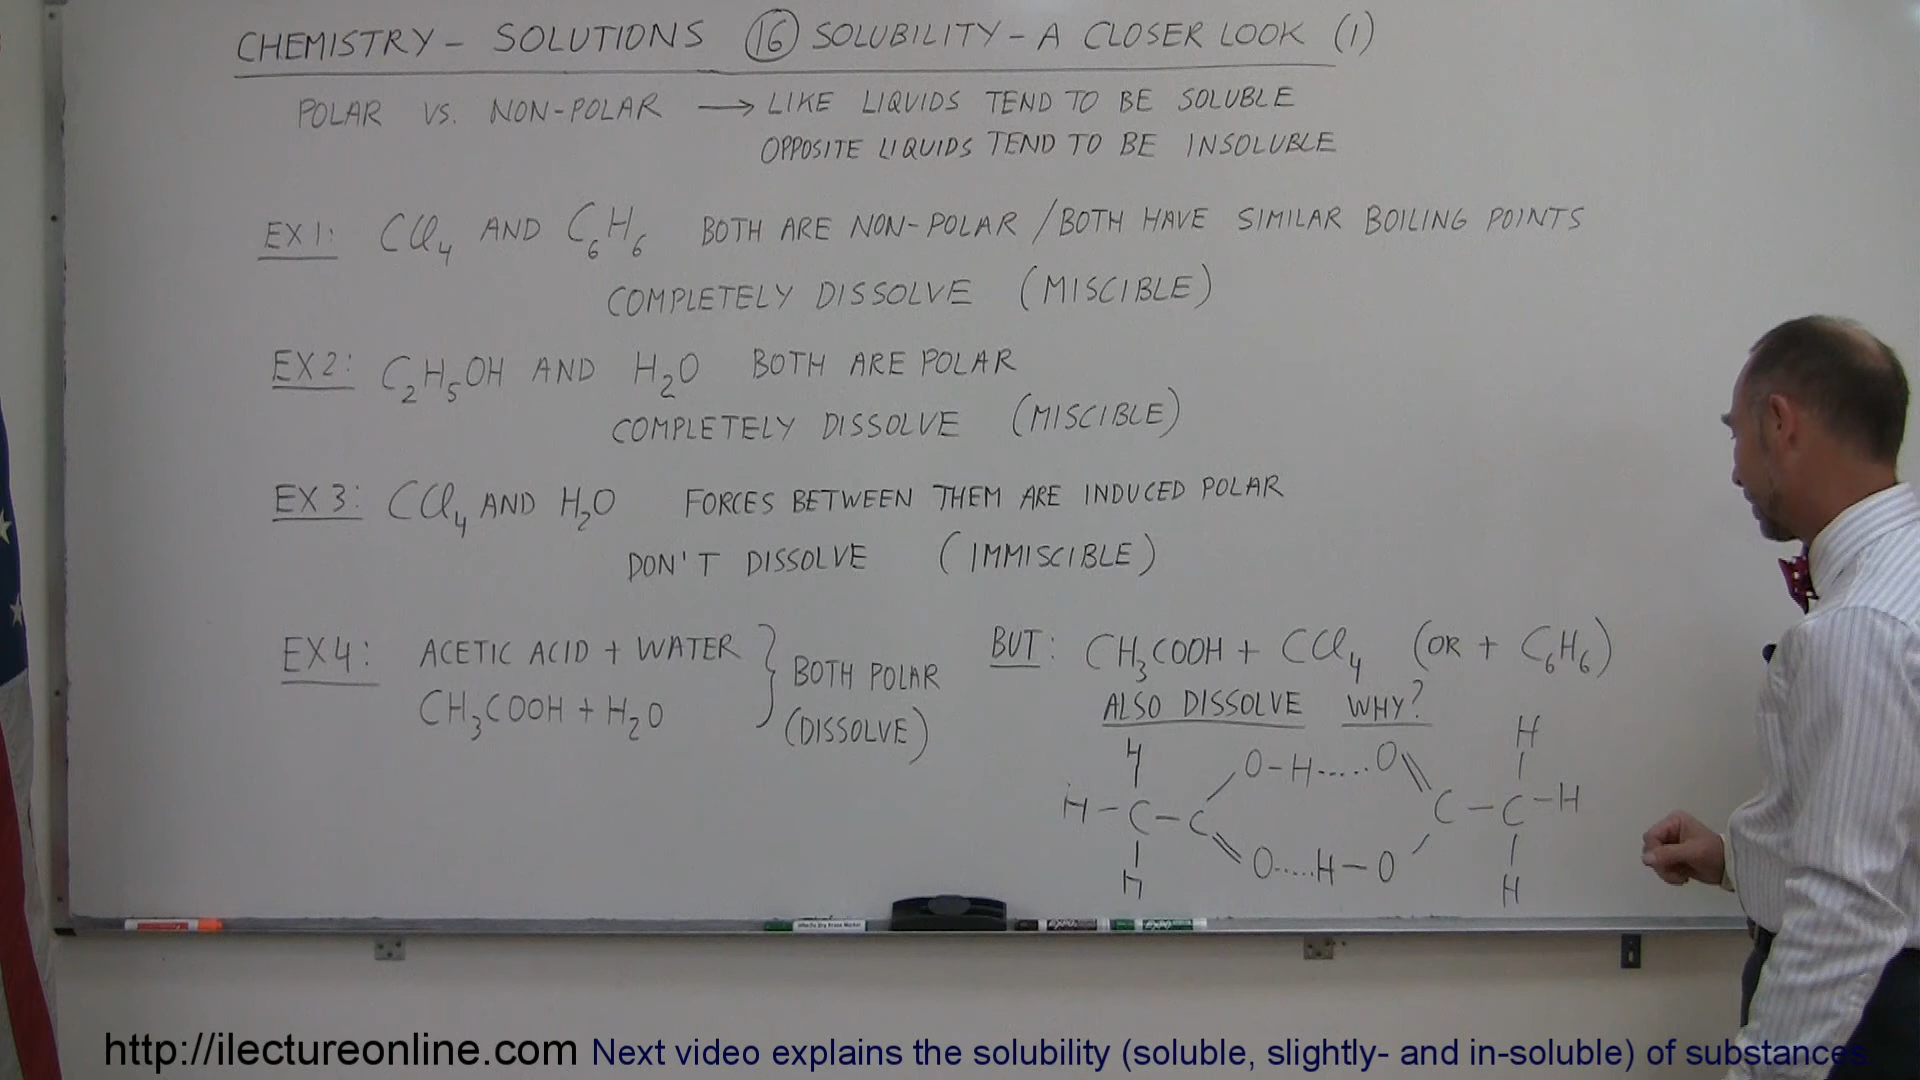 CHEMISTRY – SOLUTIONS (16) SOLUBILITY – A CLOSER LOOK (1)
POLAR VS. NON-POLAR → LIKE LIQUIDS TEND TO BE SOLUBLE
OPPOSITE LIQUIDS TEND TO BE INSOLUBLE
EX1: CCl₄ AND C₆H₆ BOTH ARE NON-POLAR / BOTH HAVE SIMILAR BOILING POINTS
COMPLETELY DISSOLVE (MISCIBLE)
EX2: C₂H₅OH AND H₂O BOTH ARE POLAR
COMPLETELY DISSOLVE (MISCIBLE)
EX3: CCl₄ AND H₂O FORCES BETWEEN THEM ARE INDUCED POLAR
DON'T DISSOLVE (IMMISCIBLE)
EX4: ACETIC ACID + WATER
CH₃COOH + H₂O
} BOTH POLAR
(DISSOLVE)
BUT: CH₃COOH + CCl₄ (OR + C₆H₆)
ALSO DISSOLVE WHY?
H H
O-H.....O
H-C-C C-C-H
O.....H-O
H H
http://ilectureonline.com Next video explains the solubility (soluble, slightly- and in-soluble) of substances